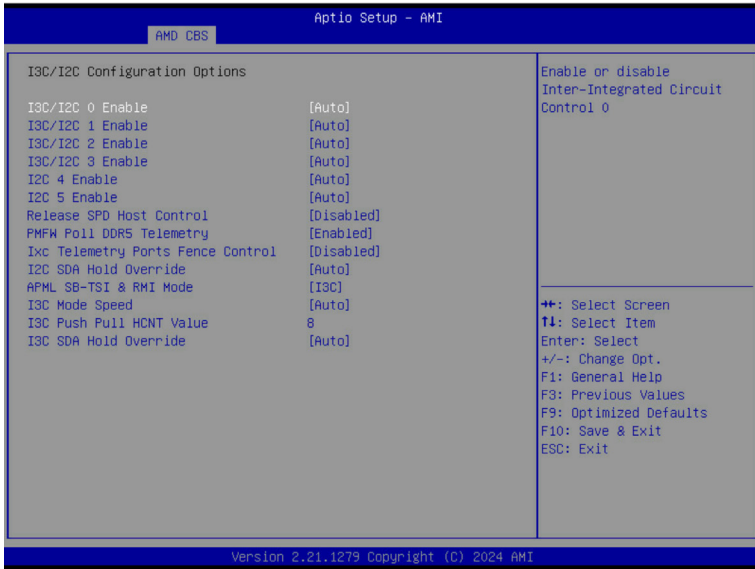 Aptio Setup - AMI
AMD CBS
I3C/I2C Configuration Options
I3C/I2C 0 Enable [Auto]
I3C/I2C 1 Enable [Auto]
I3C/I2C 2 Enable [Auto]
I3C/I2C 3 Enable [Auto]
I2C 4 Enable [Auto]
I2C 5 Enable [Auto]
Release SPD Host Control [Disabled]
PMFW Poll DDR5 Telemetry [Enabled]
Ixc Telemetry Ports Fence Control [Disabled]
I2C SDA Hold Override [Auto]
APML SB-TSI & RMI Mode [I3C]
I3C Mode Speed [Auto]
I3C Push Pull HCNT Value 8
I3C SDA Hold Override [Auto]
Enable or disable
Inter-Integrated Circuit
Control 0
→←: Select Screen
↑↓: Select Item
Enter: Select
+/-: Change Opt.
F1: General Help
F3: Previous Values
F9: Optimized Defaults
F10: Save & Exit
ESC: Exit
Version 2.21.1279 Copyright (C) 2024 AMI